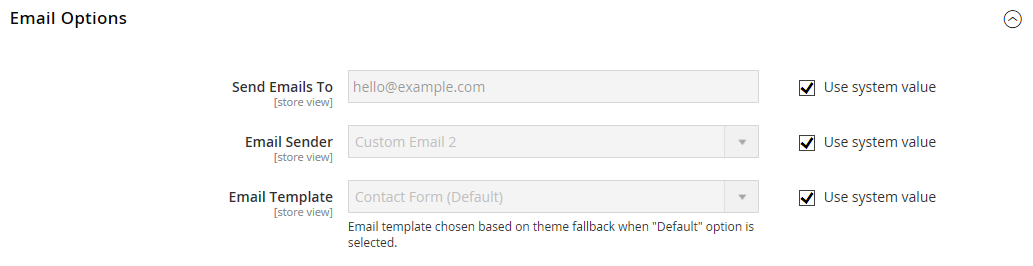 Email Options
Send Emails To hello@example.com Use system value
[store view]
Email Sender Custom Email 2 Use system value
[store view]
Email Template Contact Form (Default) Use system value
[store view]
Email template chosen based on theme fallback when "Default" option is
selected.